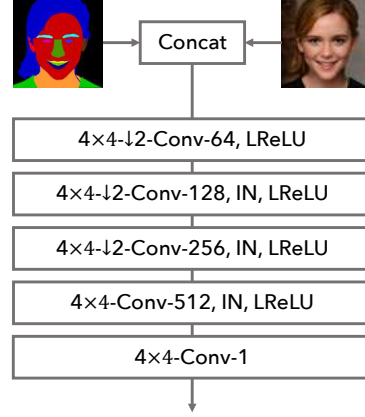 Concat
4×4-↓2-Conv-64, LReLU
4×4-↓2-Conv-128, IN, LReLU
4×4-↓2-Conv-256, IN, LReLU
4×4-Conv-512, IN, LReLU
4×4-Conv-1